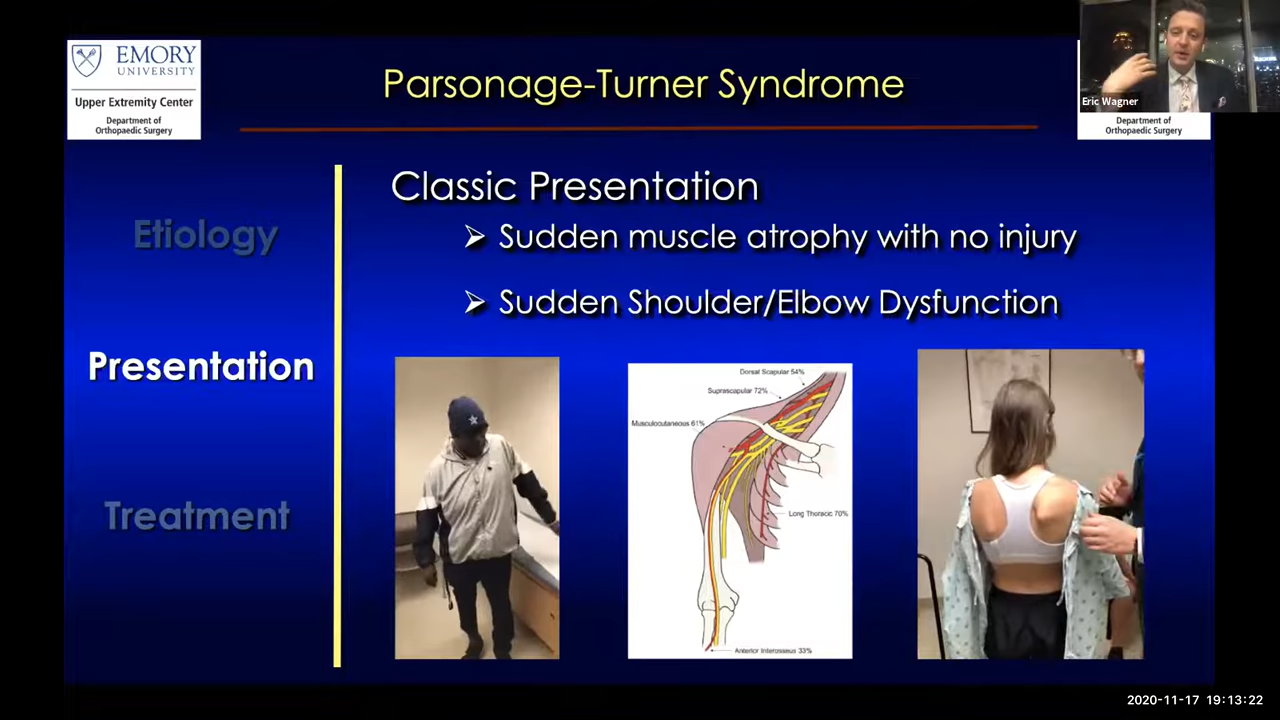 EMORY
UNIVERSITY
Upper Extremity Center
Department of
Orthopaedic Surgery
Parsonage-Turner Syndrome
Eric Wagner
Department of
Orthopaedic Surgery
Etiology
Presentation
Treatment
Classic Presentation
➢ Sudden muscle atrophy with no injury
➢ Sudden Shoulder/Elbow Dysfunction
Dorsal Scapular 54%
Suprascapular 72%
Musculocutaneous 61%
Long Thoracic 70%
Anterior Interosseus 33%
2020-11-17 19:13:22